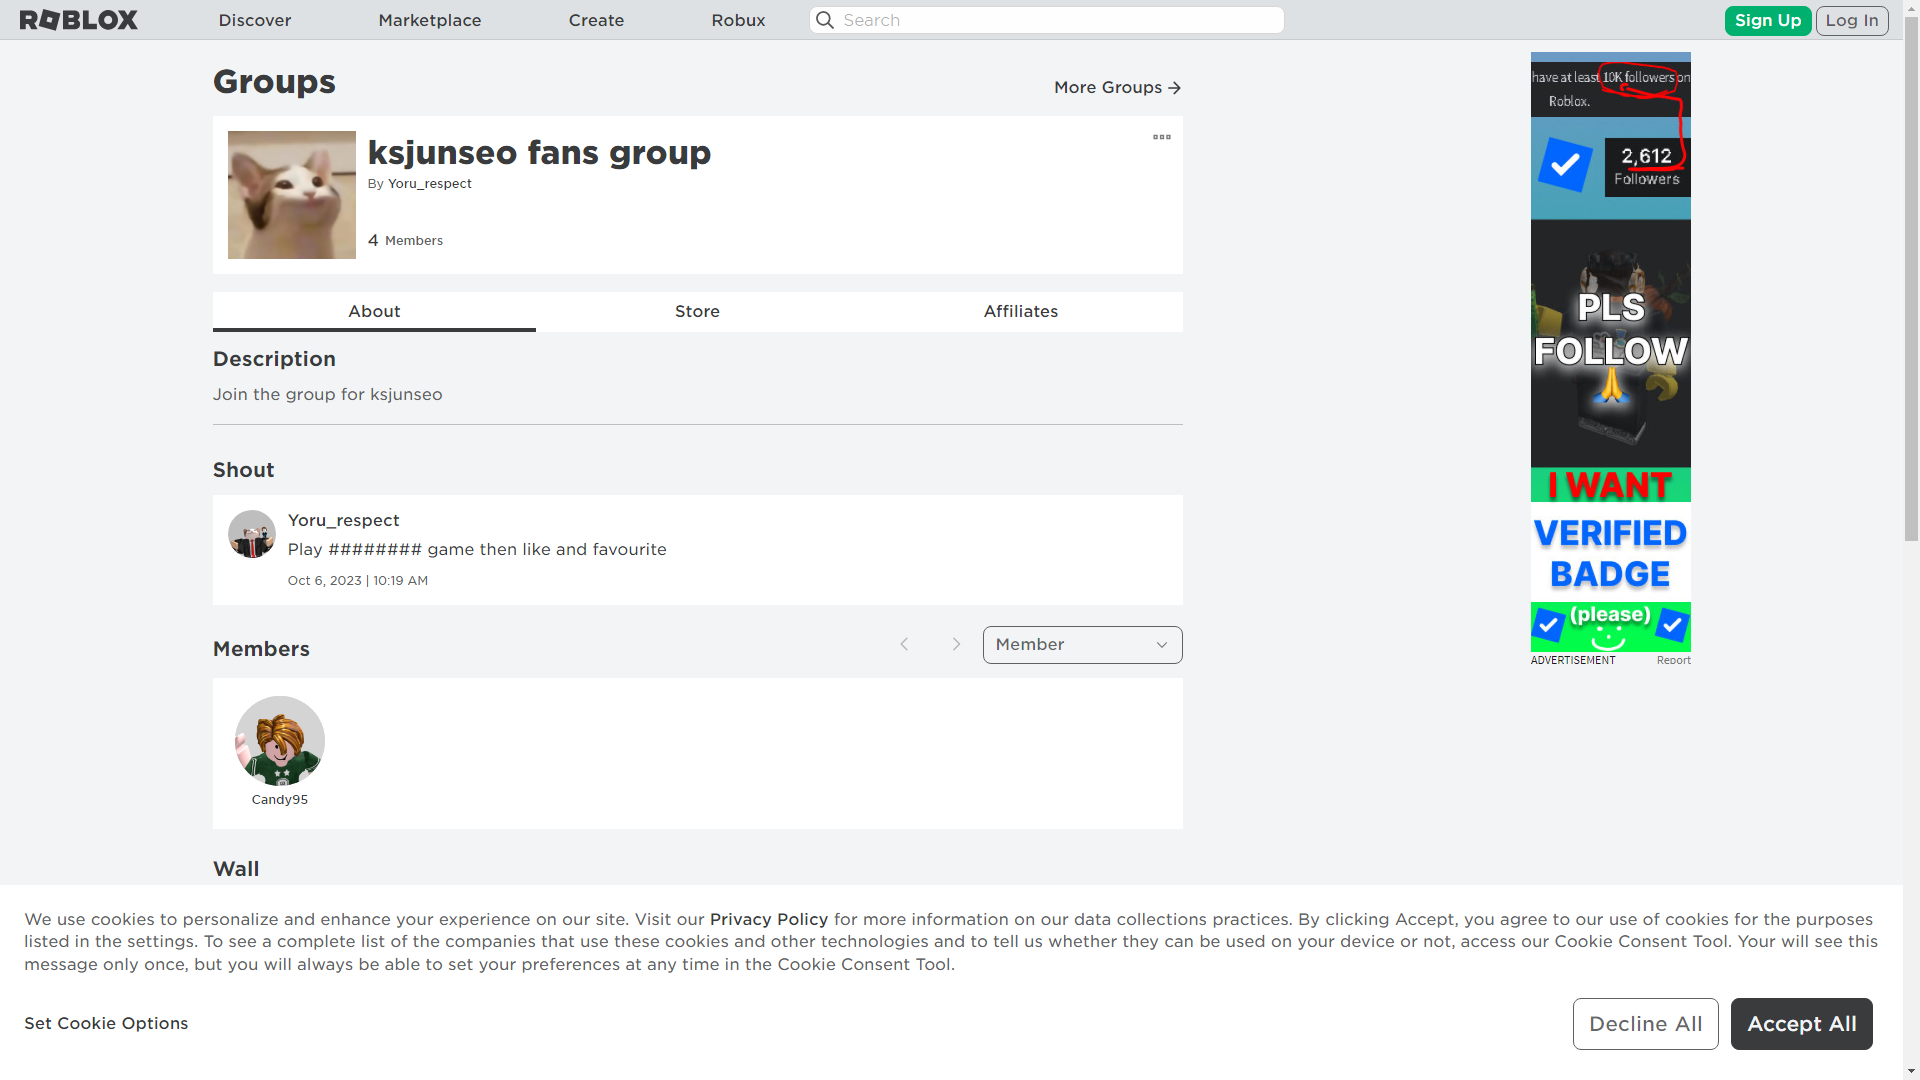 ROBLOX
Discover
Marketplace
Create
Robux
Search
Sign Up
Log In
Groups
More Groups
ksjunseo fans group
By Yoru_respect
4 Members
About
Store
Affiliates
Description
Join the group for ksjunseo
Shout
Yoru_respect
Play ######## game then like and favourite
Oct 6, 2023 | 10:19 AM
Members
Member
Candy95
Wall
have at least 10K followers on
Roblox.
2,612
Followers
PLS
FOLLOW
I WANT
VERIFIED
BADGE
(please)
ADVERTISEMENT
Report
We use cookies to personalize and enhance your experience on our site. Visit our Privacy Policy for more information on our data collections practices. By clicking Accept, you agree to our use of cookies for the purposes
listed in the settings. To see a complete list of the companies that use these cookies and other technologies and to tell us whether they can be used on your device or not, access our Cookie Consent Tool. Your will see this
message only once, but you will always be able to set your preferences at any time in the Cookie Consent Tool.
Set Cookie Options
Decline All
Accept All